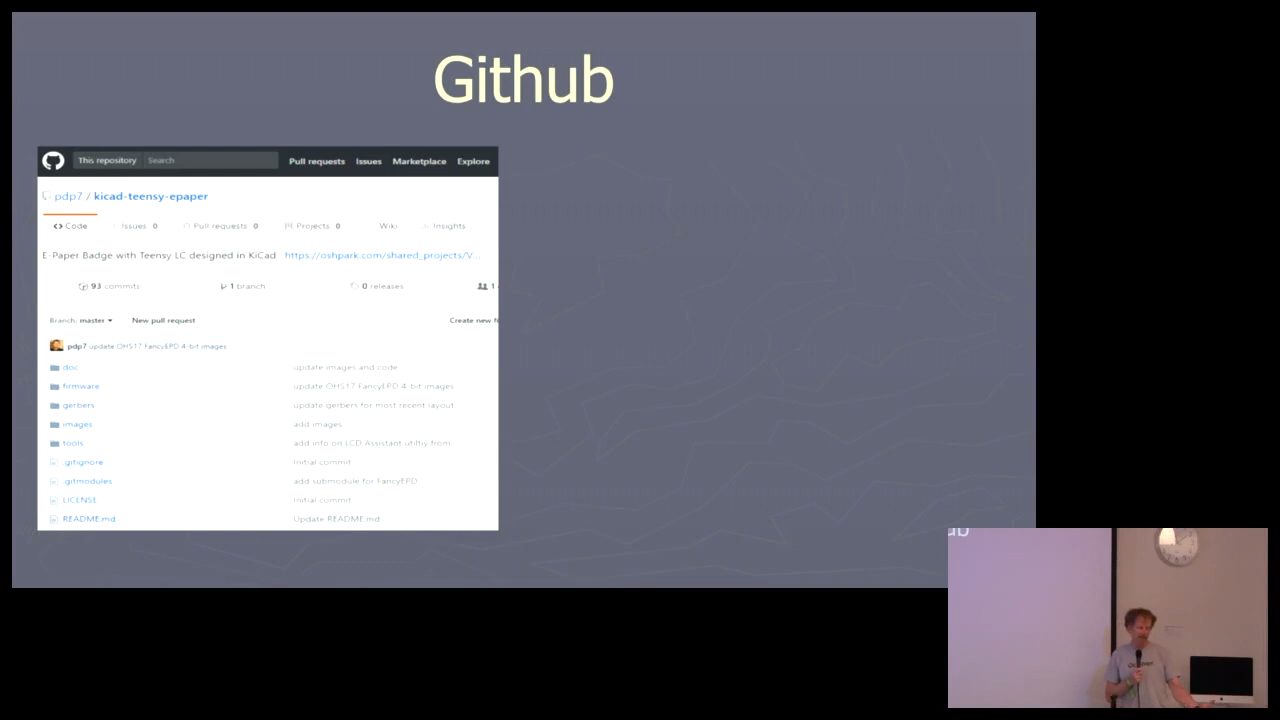 Github
This repository Search Pull requests Issues Marketplace Explore
pdp7 / kicad-teensy-epaper
Code Issues 0 Pull requests 0 Projects 0 Wiki Insights
E-Paper Badge with Teensy LC designed in KiCad https://oshpark.com/shared_projects/V...
93 commits 1 branch 0 releases 1
Branch: master New pull request Create new fi
pdp7 update OHS17 FancyEPD 4-bit images
doc update images and code
firmware update OHS17 FancyEPD 4-bit images
gerbers update gerbers for most recent layout
images add images
tools add info on LCD Assistant utiltiy from
.gitignore Initial commit
.gitmodules add submodule for FancyEPD
LICENSE Initial commit
README.md Update README.md
ub